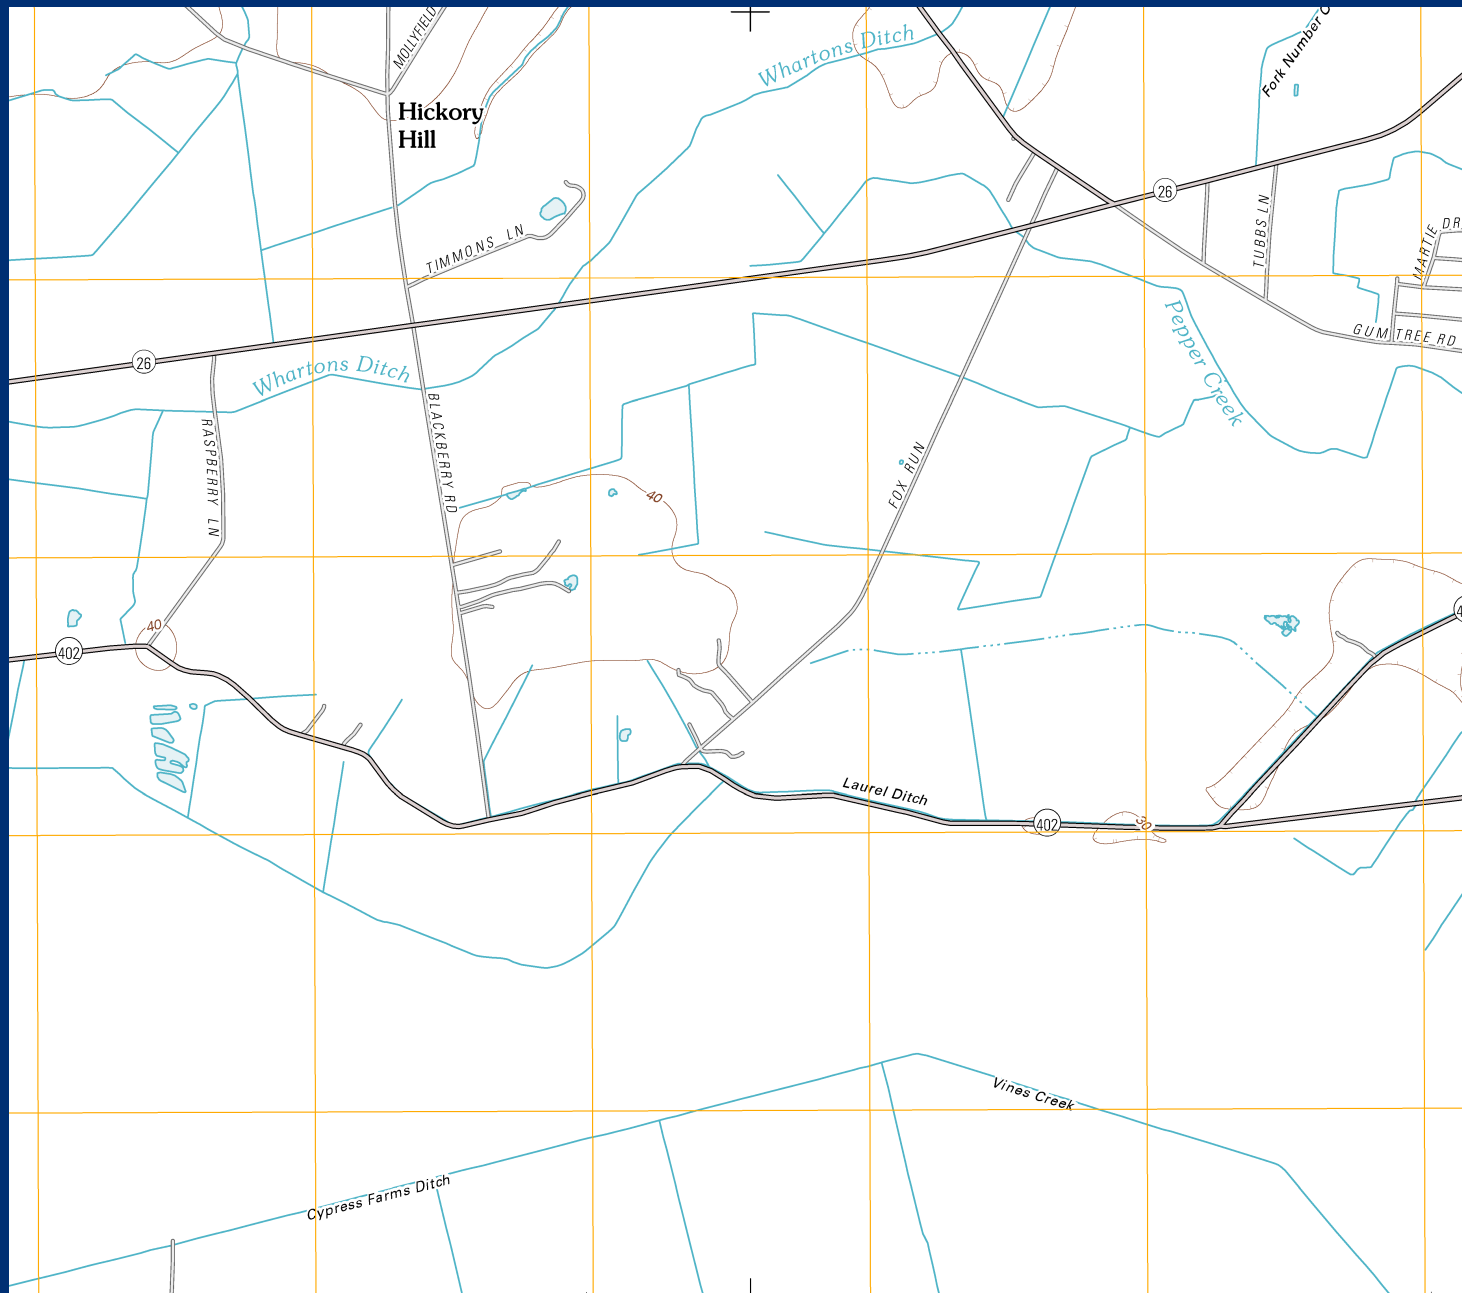 MOLLYFIELD
Whartons Ditch
Fork Number
Hickory
Hill
26
TIMMONS LN
TUBBS LN
MARTIE DR
Pepper Creek
GUM TREE RD
26
Whartons Ditch
BLACKBERRY RD
RASPBERRY LN
FOX RUN
40
40
402
Laurel Ditch
402
30
Vines Creek
Cypress Farms Ditch